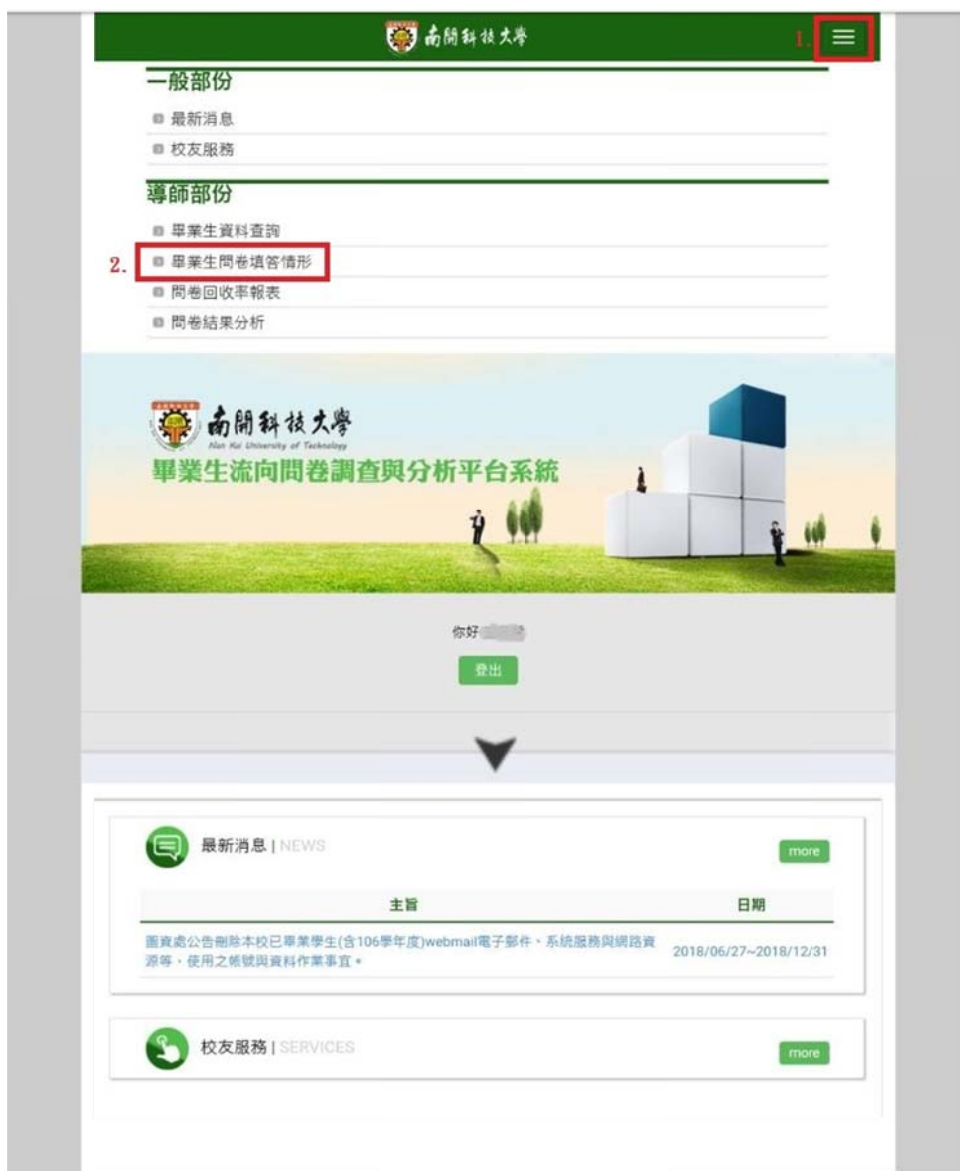 南開科技大學
1.
一般部份
最新消息
校友服務
導師部份
畢業生資料查詢
2.
畢業生問卷填答情形
問卷回收率報表
問卷結果分析
南開科技大學
Nan Kai University of Technology
畢業生流向問卷調查與分析平台系統
你好
登出
最新消息 | NEWS
more
主旨 日期
圖資處公告刪除本校已畢業學生(含106學年度)webmail電子郵件、系統服務與網路資
源等,使用之帳號與資料作業事宜。
2018/06/27~2018/12/31
校友服務 | SERVICES
more